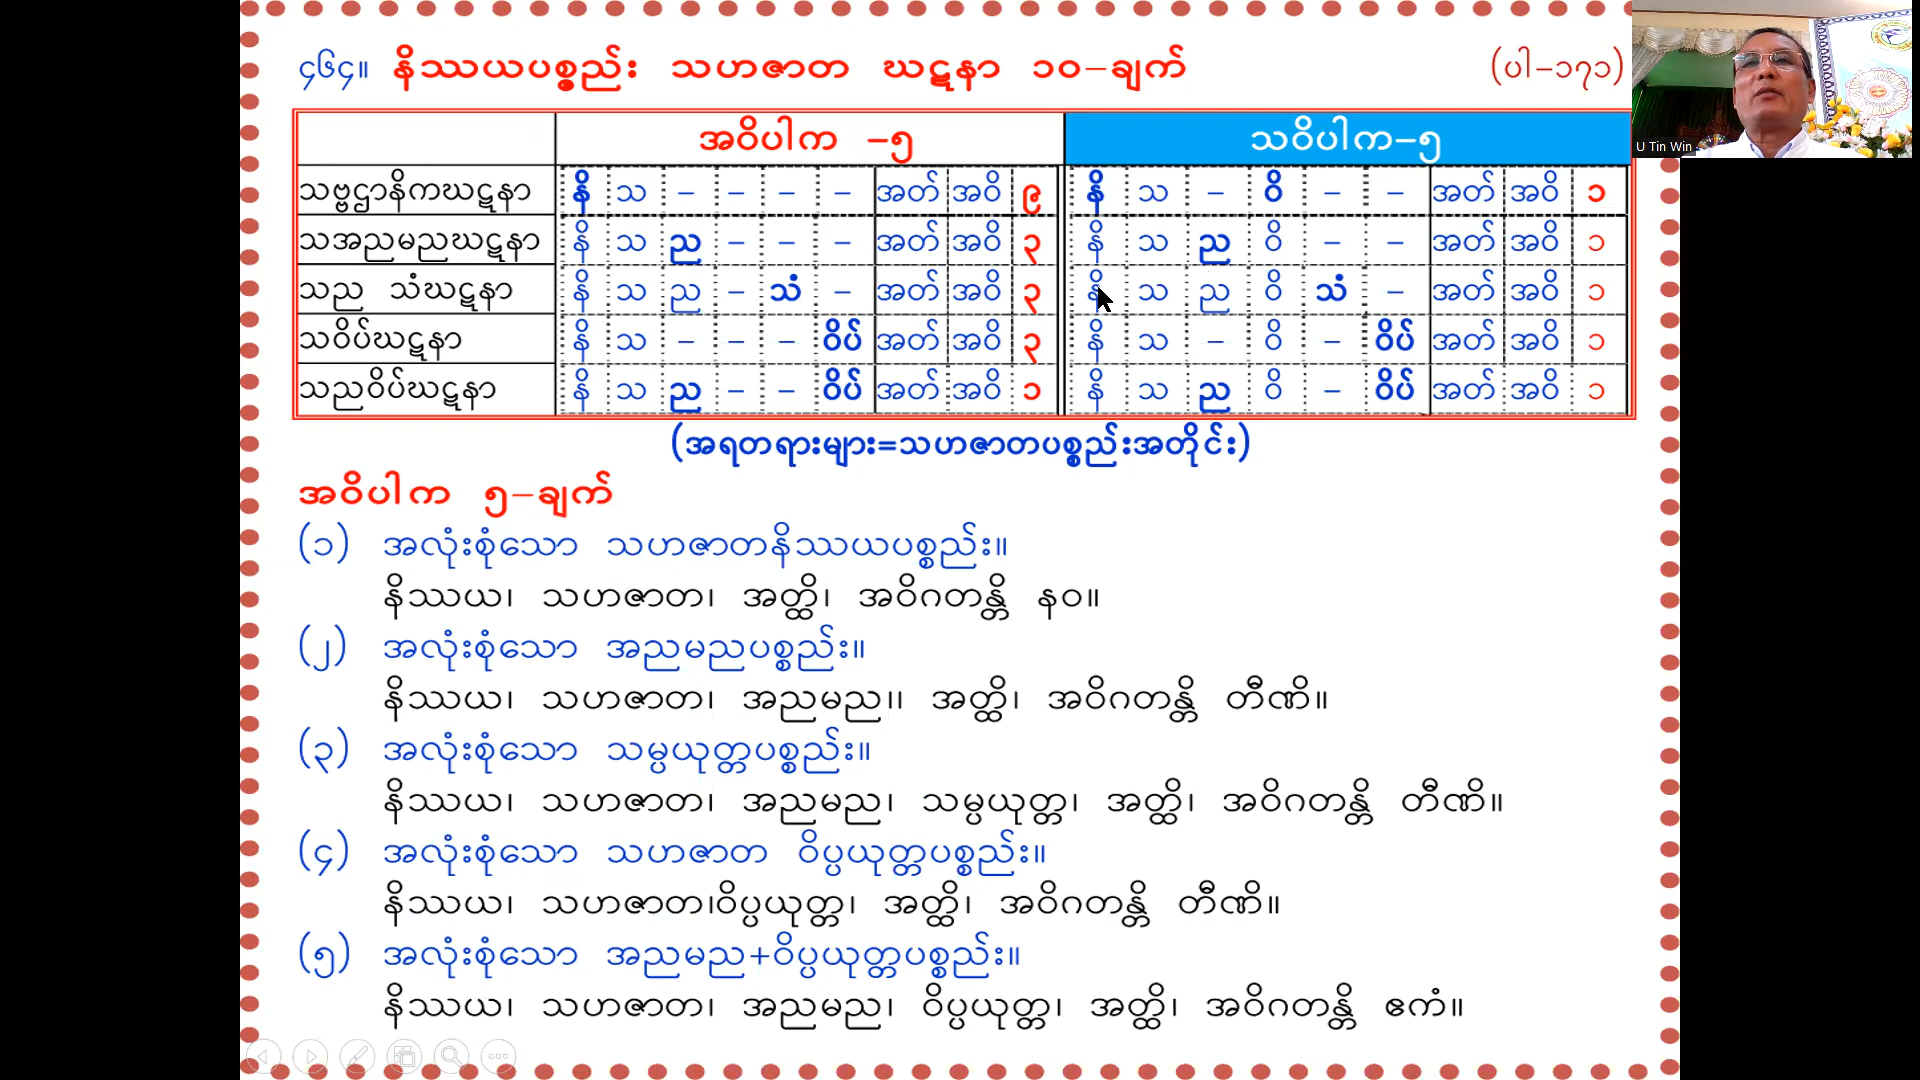 ၄၆၄။ နိဿယပစ္စည်း သဟဇာတ ဃဋနာ ၁၀-ချက် (ပါ-၁၇၁)
U Tin Win
အဝိပါက -၅ သဝိပါက-၅
သဗ္ဗဌာနိကဃဋနာ နိ သ - - - - အတ် အဝိ ၉ နိ သ - ဝိ - - အတ် အဝိ ၁
သအညမညဃဋနာ နိ သ ည - - - အတ် အဝိ ၃ နိ သ ည ဝိ - - အတ် အဝိ ၁
သည သံဃဋနာ နိ သ ည - သံ - အတ် အဝိ ၃ နိ သ ည ဝိ သံ - အတ် အဝိ ၁
သဝိပ်ဃဋနာ နိ သ - - - ဝိပ် အတ် အဝိ ၃ နိ သ - ဝိ - ဝိပ် အတ် အဝိ ၁
သညဝိပ်ဃဋနာ နိ သ ည - - ဝိပ် အတ် အဝိ ၁ နိ သ ည ဝိ - ဝိပ် အတ် အဝိ ၁
(အရတရားများ=သဟဇာတပစ္စည်းအတိုင်း)
အဝိပါက ၅-ချက်
(၁) အလုံးစုံသော သဟဇာတနိဿယပစ္စည်း။
နိဿယ၊ သဟဇာတ၊ အတ္ထိ၊ အဝိဂတန္တိ နဝ။
(၂) အလုံးစုံသော အညမညပစ္စည်း။
နိဿယ၊ သဟဇာတ၊ အညမည၊၊ အတ္ထိ၊ အဝိဂတန္တိ တီဏိ။
(၃) အလုံးစုံသော သမ္ပယုတ္တပစ္စည်း။
နိဿယ၊ သဟဇာတ၊ အညမည၊ သမ္ပယုတ္တ၊ အတ္ထိ၊ အဝိဂတန္တိ တီဏိ။
(၄) အလုံးစုံသော သဟဇာတ ဝိပ္ပယုတ္တပစ္စည်း။
နိဿယ၊ သဟဇာတ၊ဝိပ္ပယုတ္တ၊ အတ္ထိ၊ အဝိဂတန္တိ တီဏိ။
(၅) အလုံးစုံသော အညမည+ဝိပ္ပယုတ္တပစ္စည်း။
နိဿယ၊ သဟဇာတ၊ အညမည၊ ဝိပ္ပယုတ္တ၊ အတ္ထိ၊ အဝိဂတန္တိ ဧကံ။